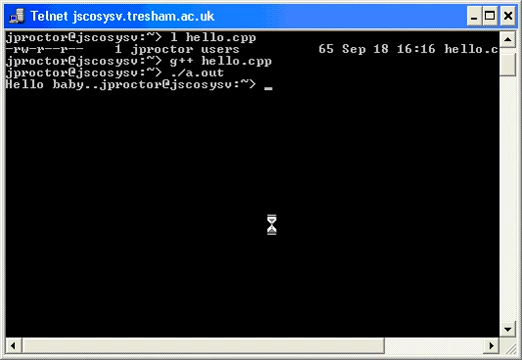 Telnet jscosysv.tresham.ac.uk
jproctor@jscosysv:~> l hello.cpp
-rw-r--r-- 1 jproctor users 65 Sep 18 16:16 hello.c
jproctor@jscosysv:~> g++ hello.cpp
jproctor@jscosysv:~> ./a.out
Hello baby..jproctor@jscosysv:~> _